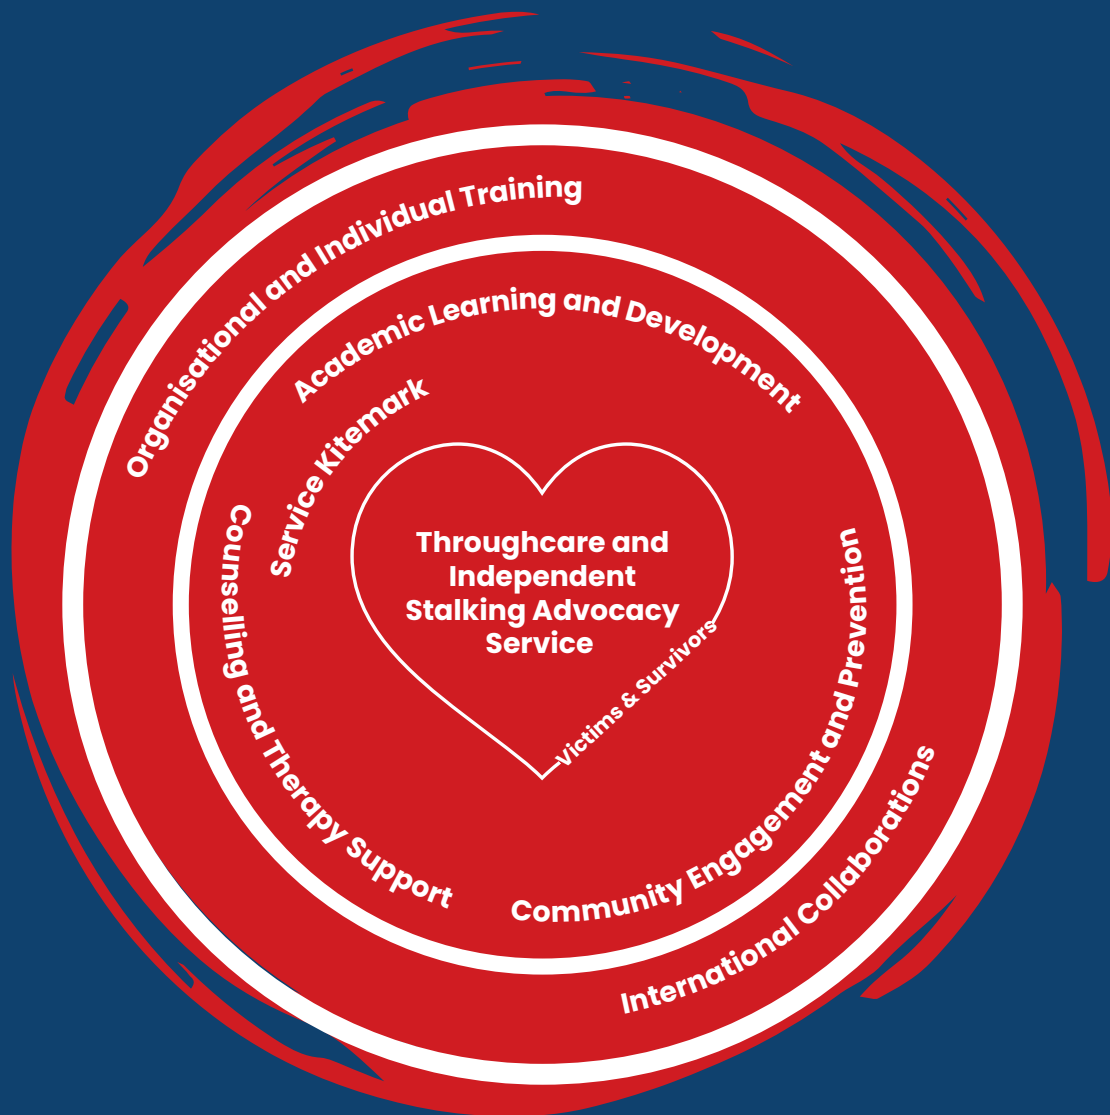 Organisational and Individual Training
Academic Learning and Development
Service Kitemark
Throughcare and
Independent
Stalking Advocacy
Service
Victims & Survivors
Counselling and Therapy Support
Community Engagement and Prevention
International Collaborations